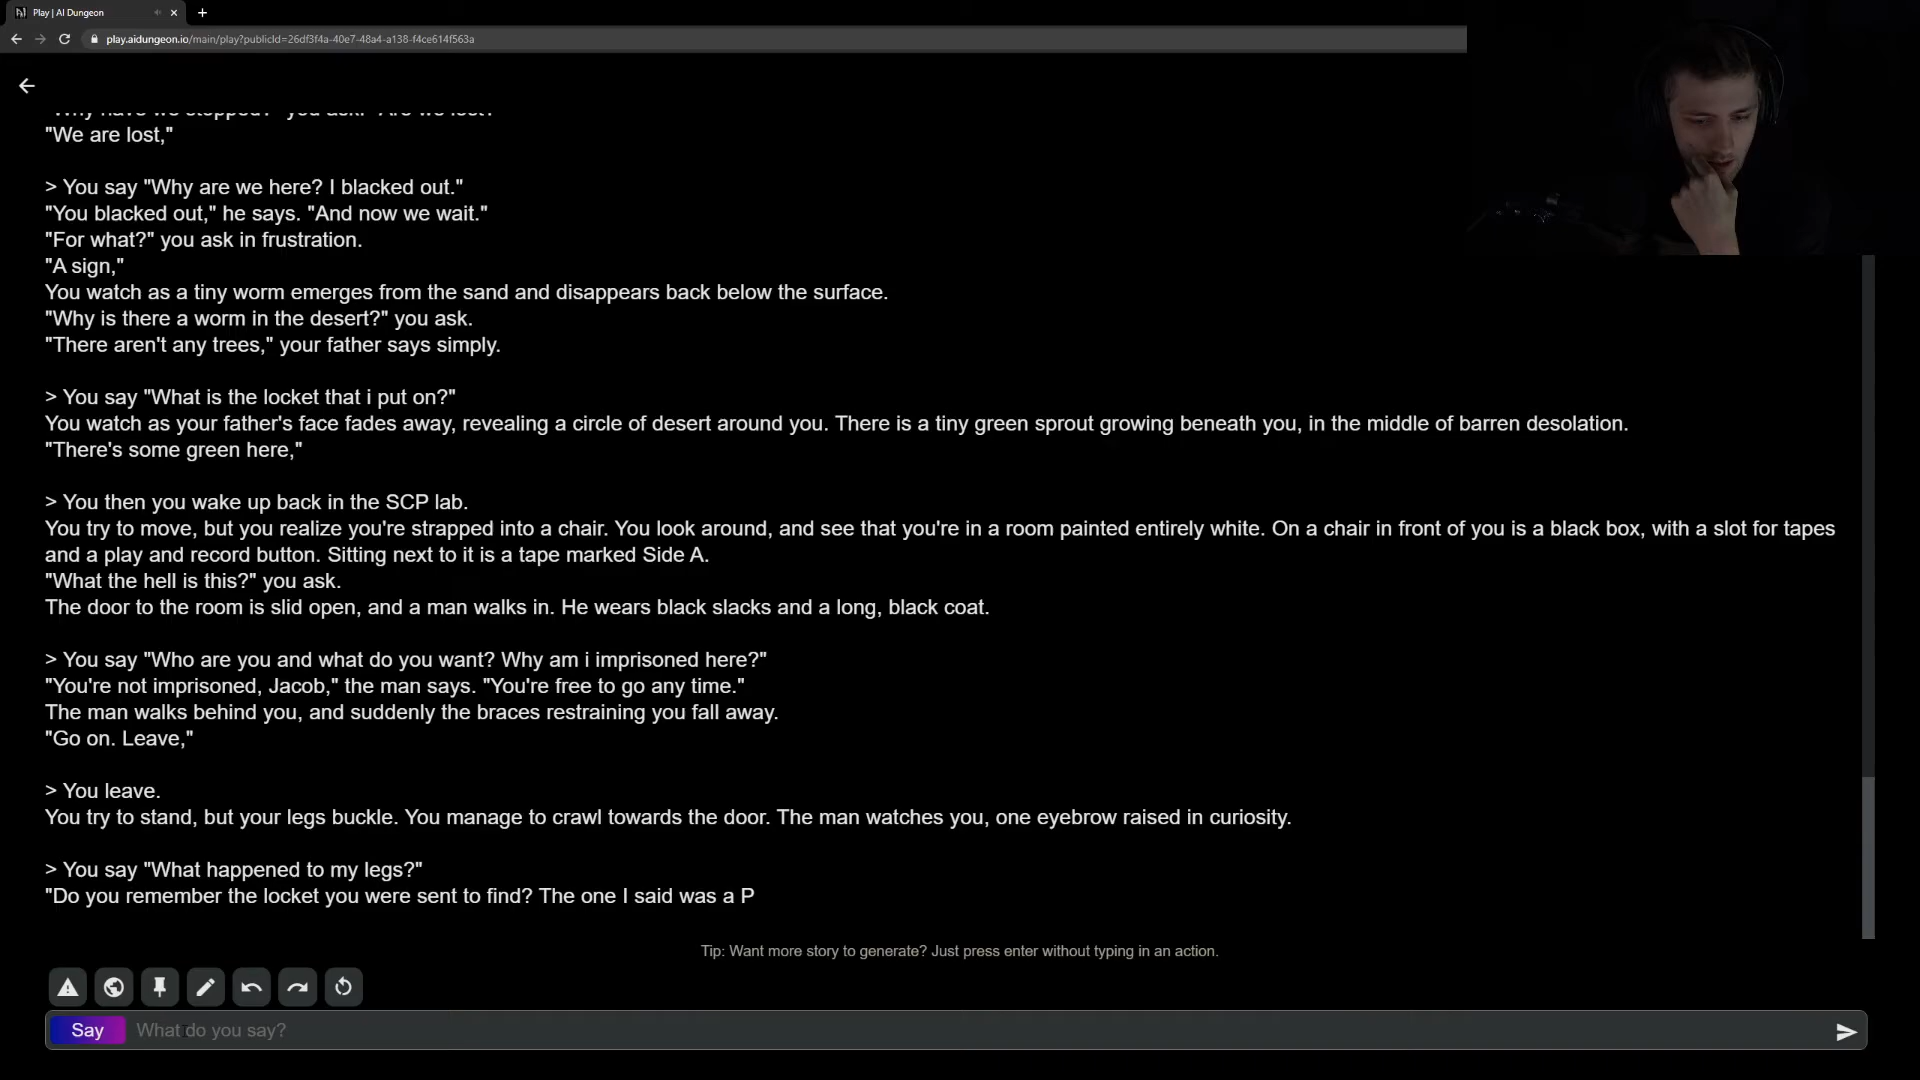 Play | AI Dungeon
play.aidungeon.io/main/play?publicId=26df3f4a-40e7-48a4-a138-f4ce614f563a
"Why have we stopped?" you ask. "Are we lost?"
"We are lost,"
> You say "Why are we here? I blacked out."
"You blacked out," he says. "And now we wait."
"For what?" you ask in frustration.
"A sign,"
You watch as a tiny worm emerges from the sand and disappears back below the surface.
"Why is there a worm in the desert?" you ask.
"There aren't any trees," your father says simply.
> You say "What is the locket that i put on?"
You watch as your father's face fades away, revealing a circle of desert around you. There is a tiny green sprout growing beneath you, in the middle of barren desolation.
"There's some green here,"
> You then you wake up back in the SCP lab.
You try to move, but you realize you're strapped into a chair. You look around, and see that you're in a room painted entirely white. On a chair in front of you is a black box, with a slot for tapes
and a play and record button. Sitting next to it is a tape marked Side A.
"What the hell is this?" you ask.
The door to the room is slid open, and a man walks in. He wears black slacks and a long, black coat.
> You say "Who are you and what do you want? Why am i imprisoned here?"
"You're not imprisoned, Jacob," the man says. "You're free to go any time."
The man walks behind you, and suddenly the braces restraining you fall away.
"Go on. Leave,"
> You leave.
You try to stand, but your legs buckle. You manage to crawl towards the door. The man watches you, one eyebrow raised in curiosity.
> You say "What happened to my legs?"
"Do you remember the locket you were sent to find? The one I said was a P
Tip: Want more story to generate? Just press enter without typing in an action.
Say What do you say?